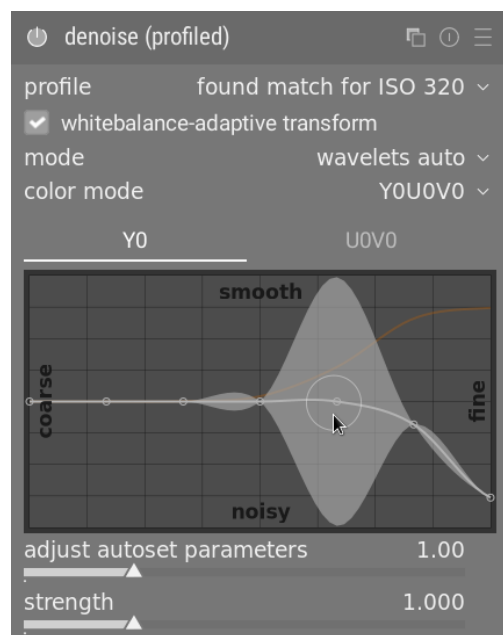 denoise (profiled)
profile found match for ISO 320
whitebalance-adaptive transform
mode wavelets auto
color mode Y0U0V0
Y0 U0V0
smooth
coarse
fine
noisy
adjust autoset parameters 1.00
strength 1.000